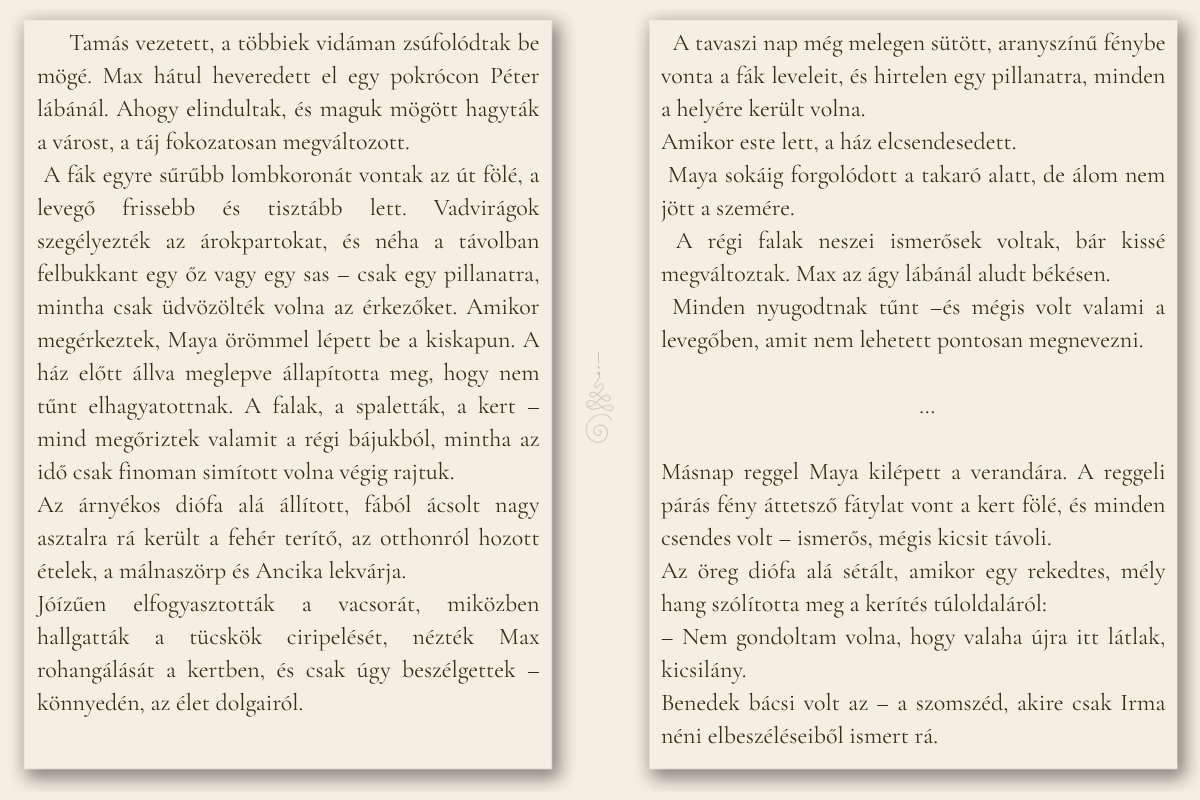 Tamás vezetett, a többiek vidáman zsúfolódtak be
mögé. Max hátul heveredett el egy pokrócon Péter
lábánál. Ahogy elindultak, és maguk mögött hagyták
a várost, a táj fokozatosan megváltozott.
A fák egyre sűrűbb lombkoronát vontak az út fölé, a
levegő frissebb és tisztább lett. Vadvirágok
szegélyezték az árokpartokat, és néha a távolban
felbukkant egy őz vagy egy sas – csak egy pillanatra,
mintha csak üdvözölték volna az érkezőket. Amikor
megérkeztek, Maya örömmel lépett be a kiskapun. A
ház előtt állva meglepve állapította meg, hogy nem
tűnt elhagyatottnak. A falak, a spaletták, a kert –
mind megőriztek valamit a régi bájukból, mintha az
idő csak finoman simított volna végig rajtuk.
Az árnyékos diófa alá állított, fából ácsolt nagy
asztalra rá került a fehér terítő, az otthonról hozott
ételek, a málnaszörp és Ancika lekvárja.
Jóízűen elfogyasztották a vacsorát, miközben
hallgatták a tücskök ciripelését, nézték Max
rohangálását a kertben, és csak úgy beszélgettek –
könnyedén, az élet dolgairól.
A tavaszi nap még melegen sütött, aranyszínű fénybe
vonta a fák leveleit, és hirtelen egy pillanatra, minden
a helyére került volna.
Amikor este lett, a ház elcsendesedett.
Maya sokáig forgolódott a takaró alatt, de álom nem
jött a szemére.
A régi falak neszei ismerősek voltak, bár kissé
megváltoztak. Max az ágy lábánál aludt békésen.
Minden nyugodtnak tűnt –és mégis volt valami a
levegőben, amit nem lehetett pontosan megnevezni.
...
Másnap reggel Maya kilépett a verandára. A reggeli
párás fény áttetsző fátylat vont a kert fölé, és minden
csendes volt – ismerős, mégis kicsit távoli.
Az öreg diófa alá sétált, amikor egy rekedtes, mély
hang szólította meg a kerítés túloldaláról:
– Nem gondoltam volna, hogy valaha újra itt látlak,
kicsilány.
Benedek bácsi volt az – a szomszéd, akire csak Irma
néni elbeszéléseiből ismert rá.